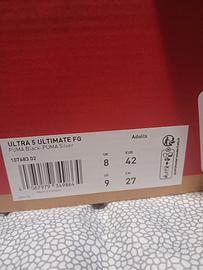 ULTRA 5 ULTIMATE FG
PUMA Black-PUMA Silver
Adults
107683 02
UK
EUR
8
42
US
CM
9
27